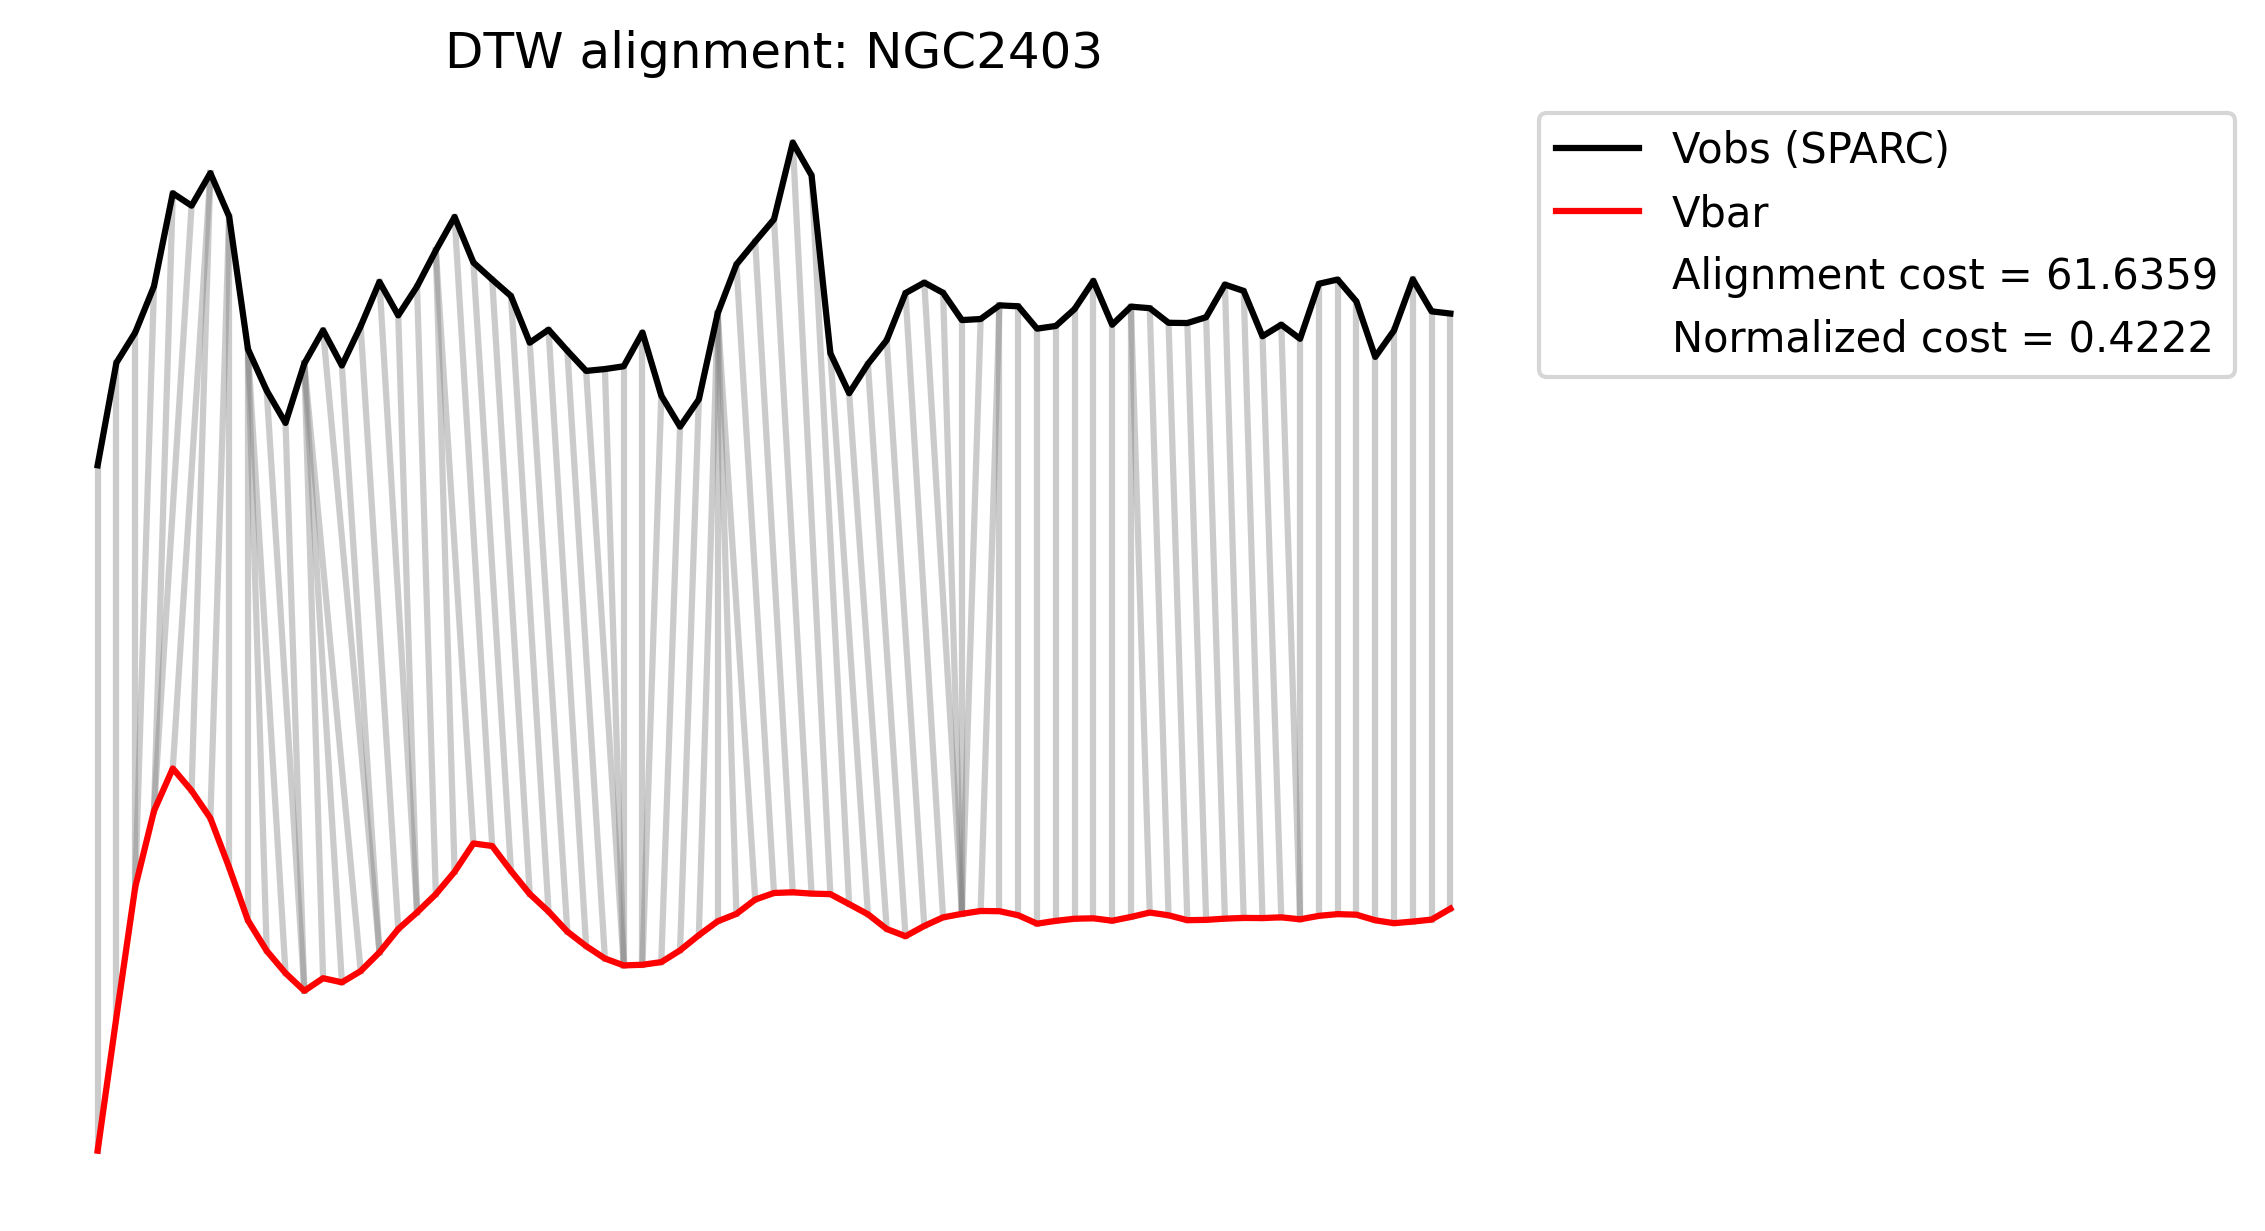 DTW alignment: NGC2403
Vobs (SPARC)
Vbar
Alignment cost = 61.6359
Normalized cost = 0.4222